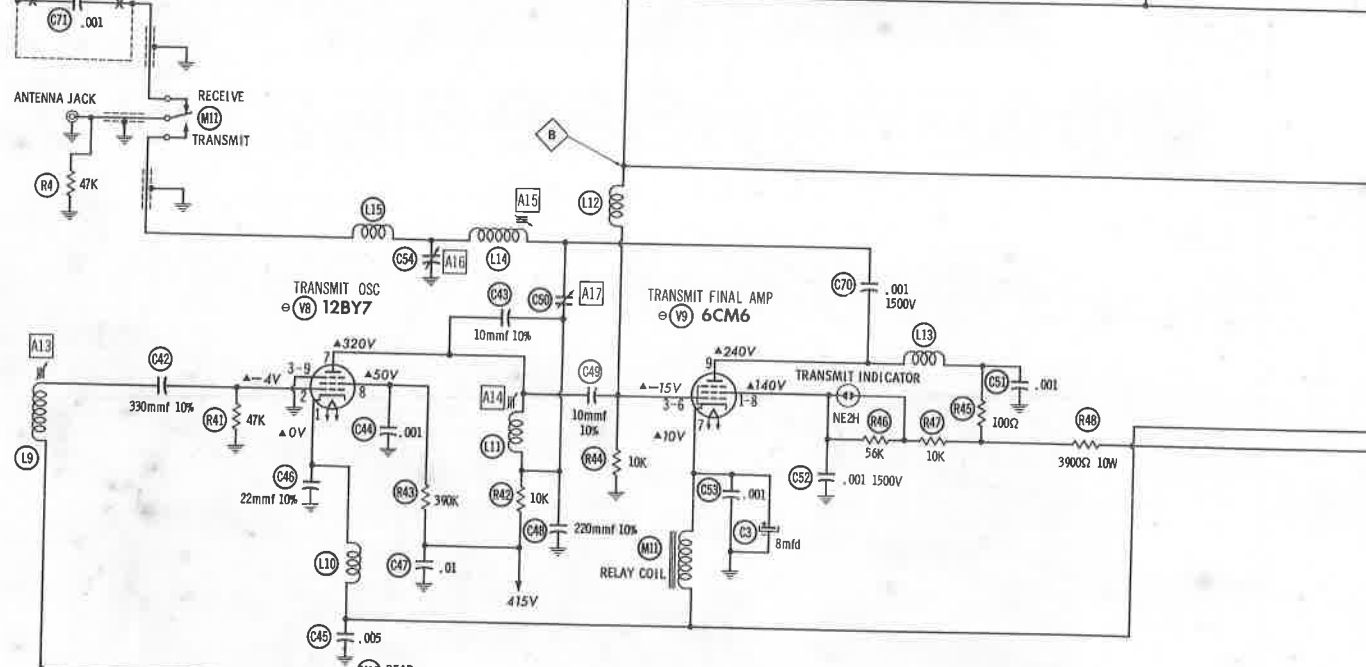 C71 .001
ANTENNA JACK
RECEIVE
M11
TRANSMIT
B
R4 47K
A15
L15
L12
C54 A16
L14
TRANSMIT OSC
⊖ V8 12BY7
C43
C50 A17
10mmf 10%
TRANSMIT FINAL AMP
⊖ V9 6CM6
C70 .001
1500V
L13
A13
C42
330mmf 10%
▲-4V
3-9
7
▲320V
2
8
▲50V
1
▲0V
R41 47K
C44 .001
A14
L11
C49
10mmf
10%
▲-15V
3-6
9
▲240V
▲140V
1-8
7
▲10V
TRANSMIT INDICATOR
NE2H
C51 .001
R45
100Ω
R46
56K
R47
10K
R48
3900Ω 10W
L9
C46
22mmf 10%
R43 390K
R42 10K
R44 10K
C48 220mmf 10%
C52 .001 1500V
C53 .001
C3
8mfd
M11
RELAY COIL
L10
C47 .01
415V
C45 .005